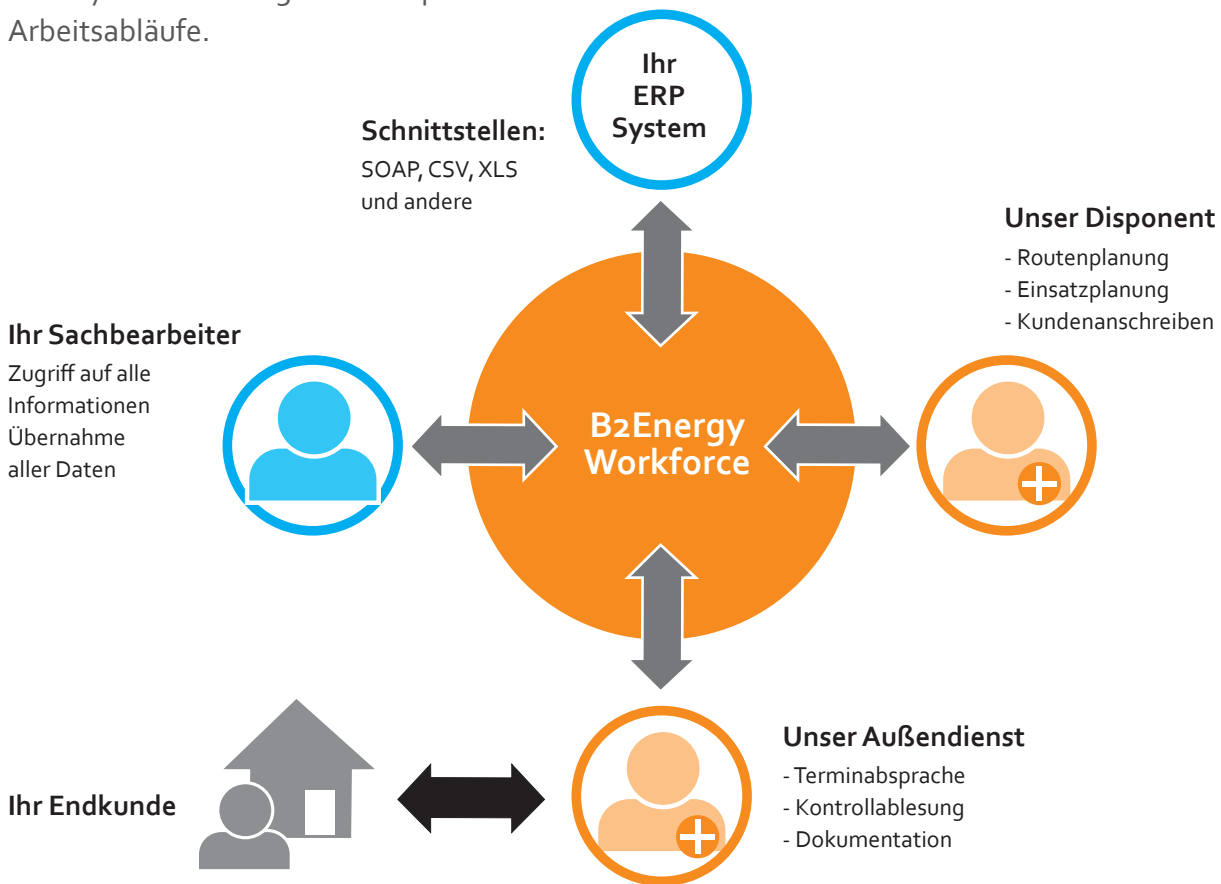 Arbeitsabläufe.
Ihr
ERP
System
Schnittstellen:
SOAP, CSV, XLS
und andere
Unser Disponent
- Routenplanung
- Einsatzplanung
- Kundenanschreiben
Ihr Sachbearbeiter
Zugriff auf alle
Informationen
Übernahme
aller Daten
B2Energy
Workforce
Unser Außendienst
- Terminabsprache
- Kontrollablesung
- Dokumentation
Ihr Endkunde